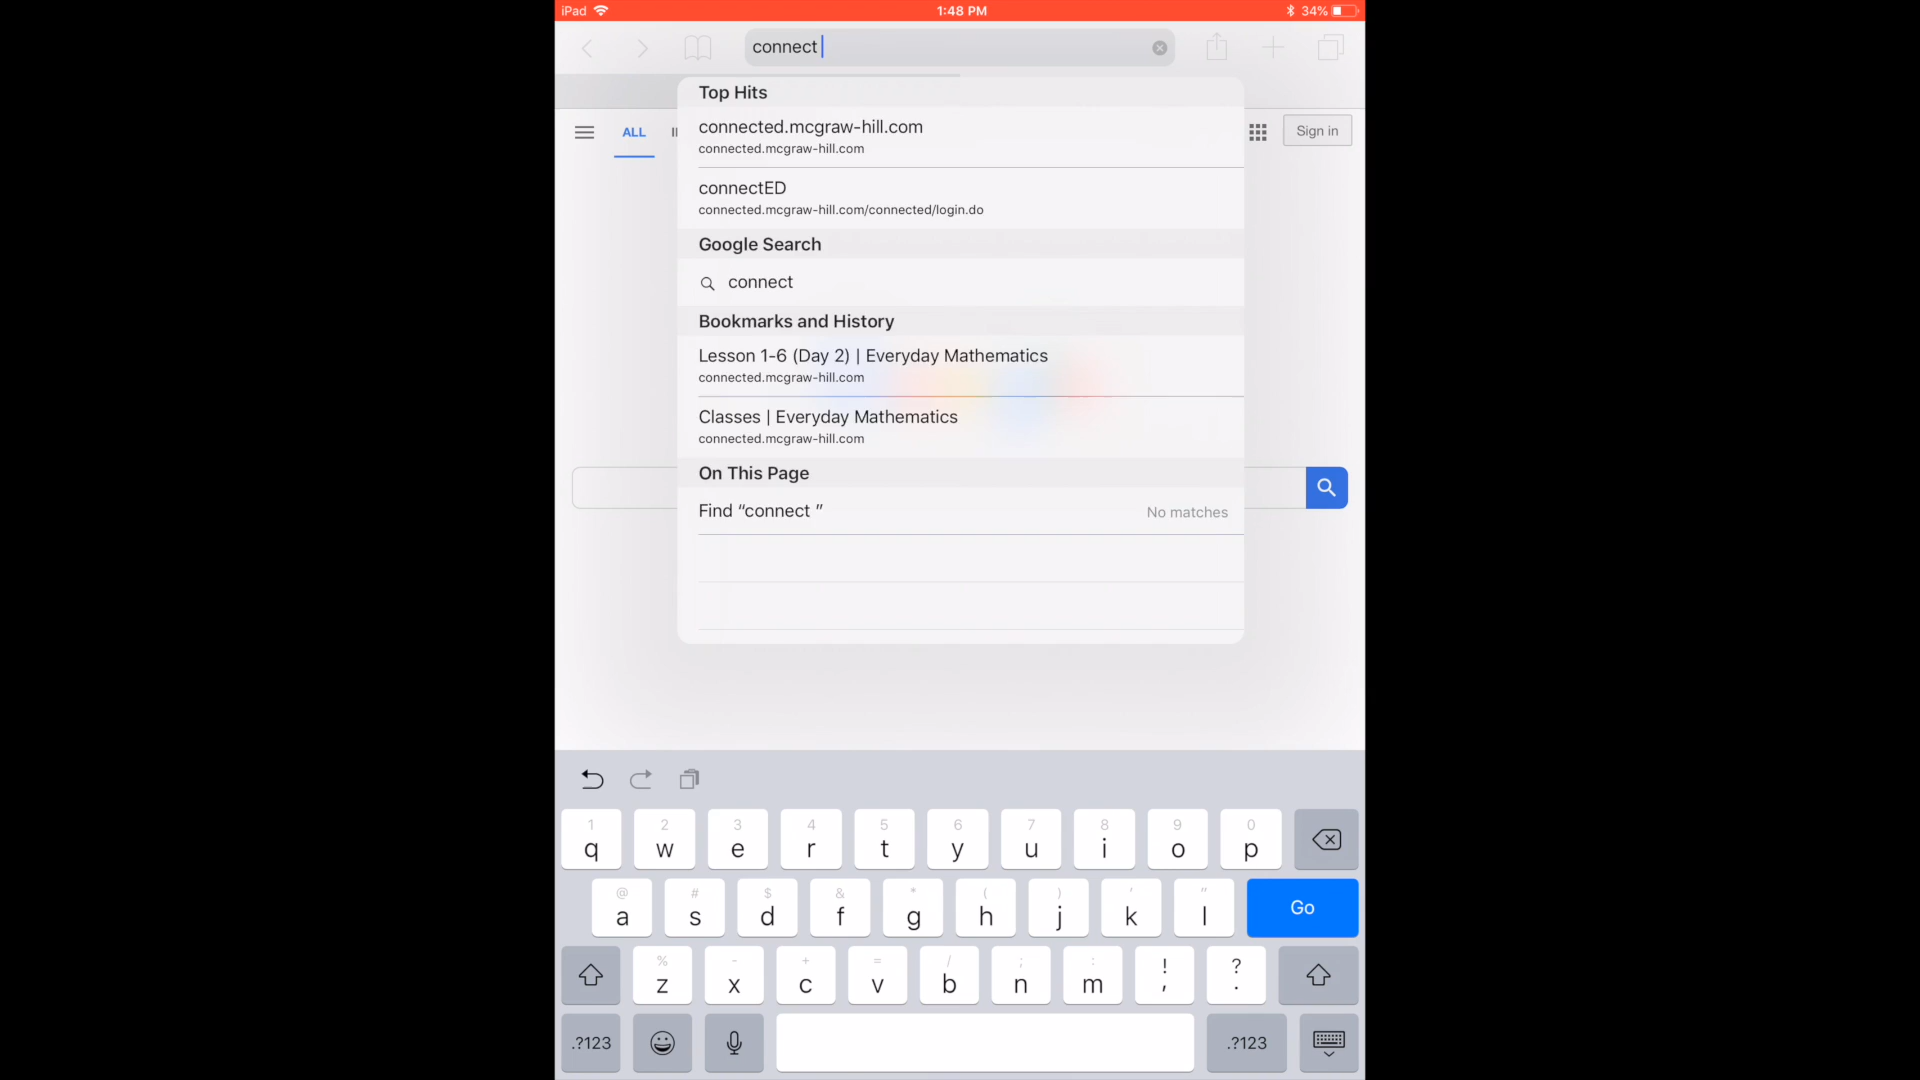 iPad 1:48 PM 34%
connect
Top Hits
connected.mcgraw-hill.com
connected.mcgraw-hill.com
connectED
connected.mcgraw-hill.com/connected/login.do
Google Search
connect
Bookmarks and History
Lesson 1-6 (Day 2) | Everyday Mathematics
connected.mcgraw-hill.com
Classes | Everyday Mathematics
connected.mcgraw-hill.com
On This Page
Find “connect ” No matches
ALL
Sign in
1 2 3 4 5 6 7 8 9 0
q w e r t y u i o p
@ # $ & * ( ) ' "
a s d f g h j k l Go
% - + = / ; : ! ?
z x c v b n m , .
.?123 .?123